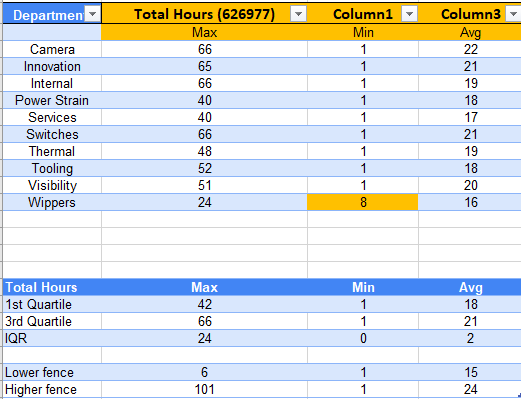 Departmen Total Hours (626977) Column1 Column3
Max Min Avg
Camera 66 1 22
Innovation 65 1 21
Internal 66 1 19
Power Strain 40 1 18
Services 40 1 17
Switches 66 1 21
Thermal 48 1 19
Tooling 52 1 18
Visibility 51 1 20
Wippers 24 8 16
Total Hours Max Min Avg
1st Quartile 42 1 18
3rd Quartile 66 1 21
IQR 24 0 2
Lower fence 6 1 15
Higher fence 101 1 24